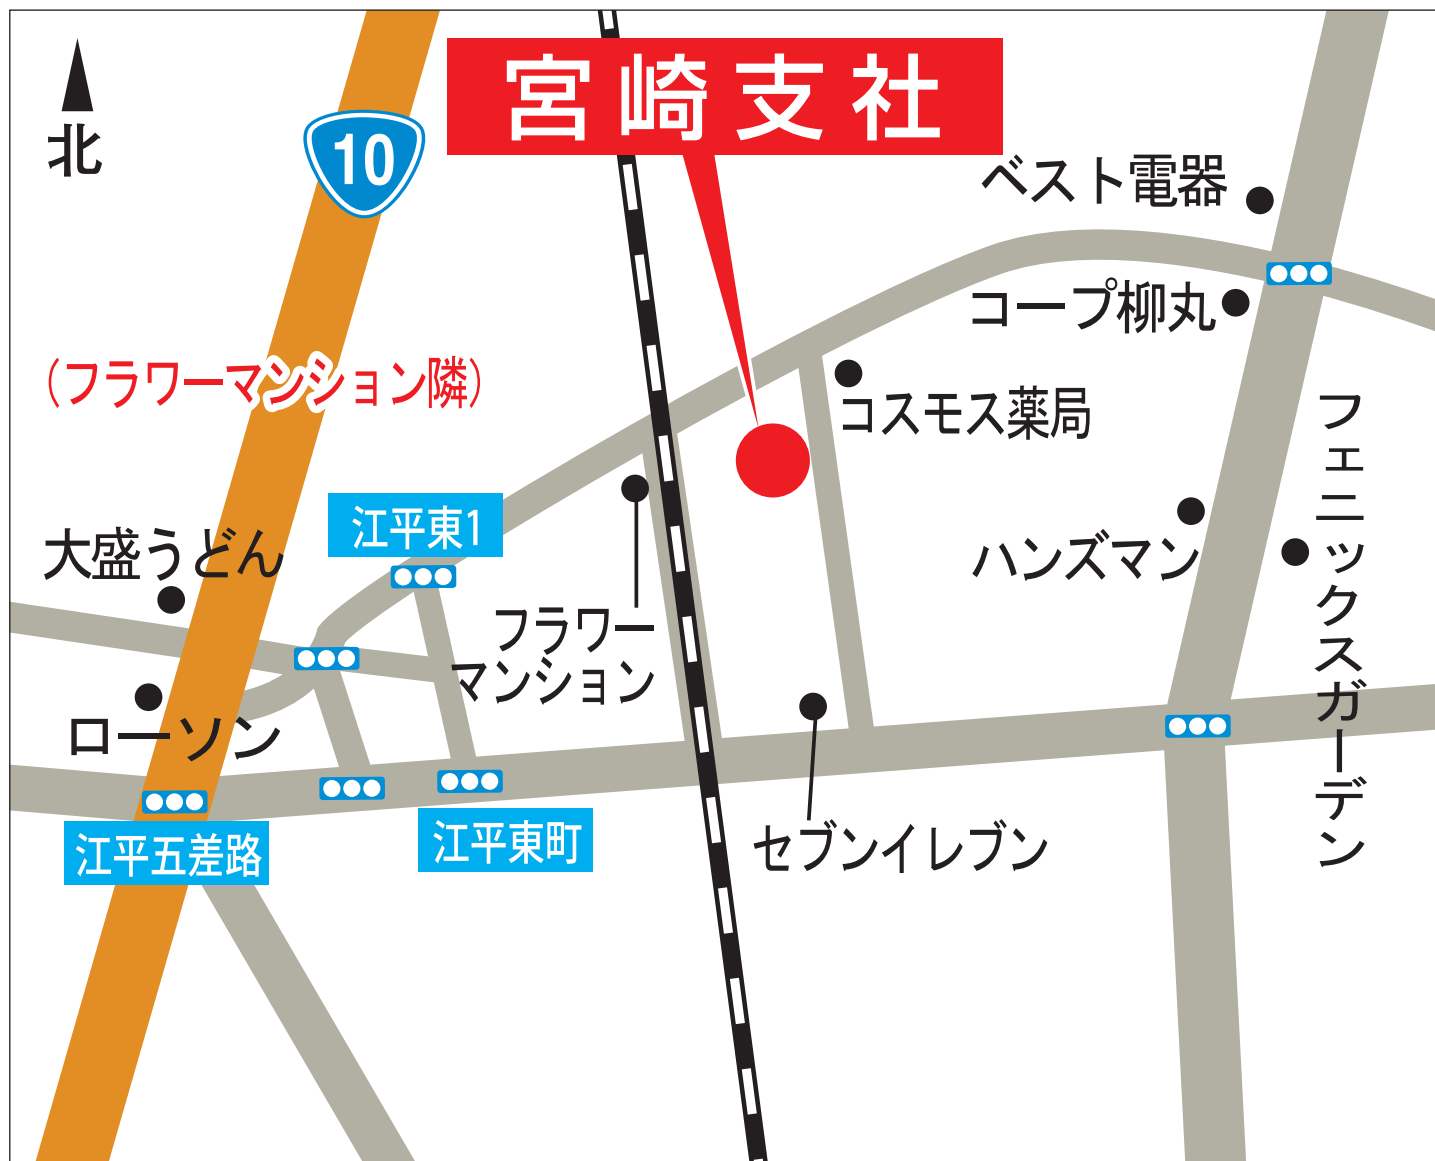 宮崎支社
北
10
ベスト電器
コープ柳丸
(フラワーマンション隣)
コスモス薬局
フェニックスガーデン
江平東1
大盛うどん
ハンズマン
フラワー
マンション
ローソン
江平五差路
江平東町
セブンイレブン